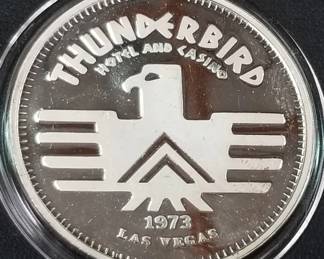 THUNDERBIRD
HOTEL AND CASINO
1973
LAS VEGAS